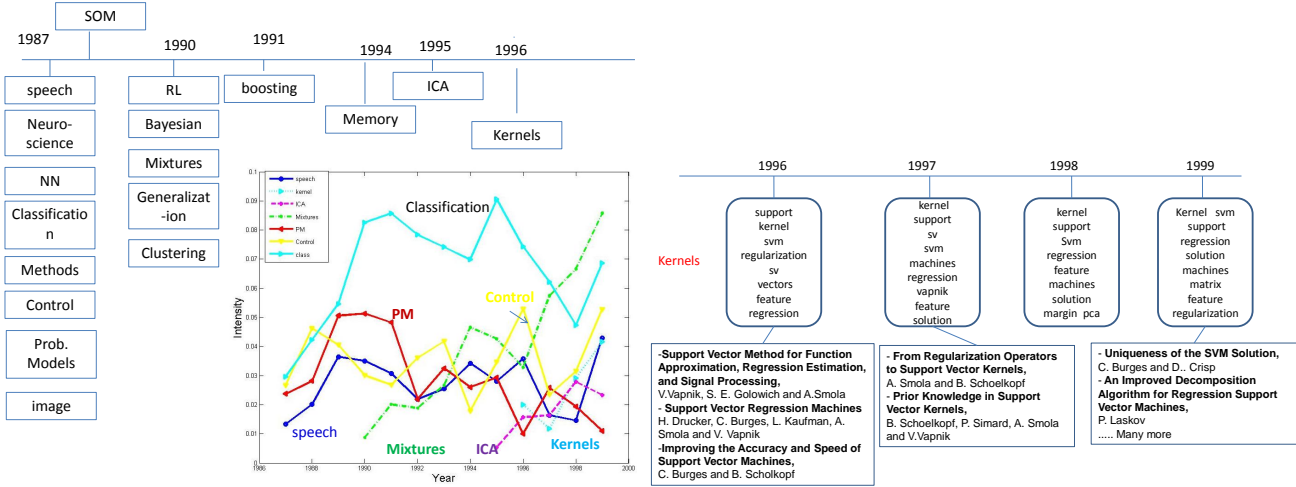 SOM
1987
1990
1991
1994
1995
1996
speech
Neuro-
science
NN
Classificatio
n
Methods
Control
Prob.
Models
image
RL
Bayesian
Mixtures
Generalizat
-ion
Clustering
boosting
Memory
ICA
Kernels
0.1
0.09
0.08
0.07
0.06
0.05
0.04
0.03
0.02
0.01
0
Intensity
speech
kernel
ICA
Mixtures
PM
Control
class
Classification
PM
Control
speech
Mixtures
ICA
Kernels
1986
1988
1990
1992
1994
1996
1998
2000
Year
1996
1997
1998
1999
Kernels
support
kernel
svm
regularization
sv
vectors
feature
regression
kernel
support
sv
svm
machines
regression
vapnik
feature
solution
kernel
support
Svm
regression
feature
machines
solution
margin pca
Kernel svm
support
regression
solution
machines
matrix
feature
regularization
-Support Vector Method for Function
Approximation, Regression Estimation,
and Signal Processing,
V.Vapnik, S. E. Golowich and A.Smola
- Support Vector Regression Machines
H. Drucker, C. Burges, L. Kaufman, A.
Smola and V. Vapnik
-Improving the Accuracy and Speed of
Support Vector Machines,
C. Burges and B. Scholkopf
- From Regularization Operators
to Support Vector Kernels,
A. Smola and B. Schoelkopf
- Prior Knowledge in Support
Vector Kernels,
B. Schoelkopf, P. Simard, A. Smola
and V.Vapnik
- Uniqueness of the SVM Solution,
C. Burges and D.. Crisp
- An Improved Decomposition
Algorithm for Regression Support
Vector Machines,
P. Laskov
..... Many more